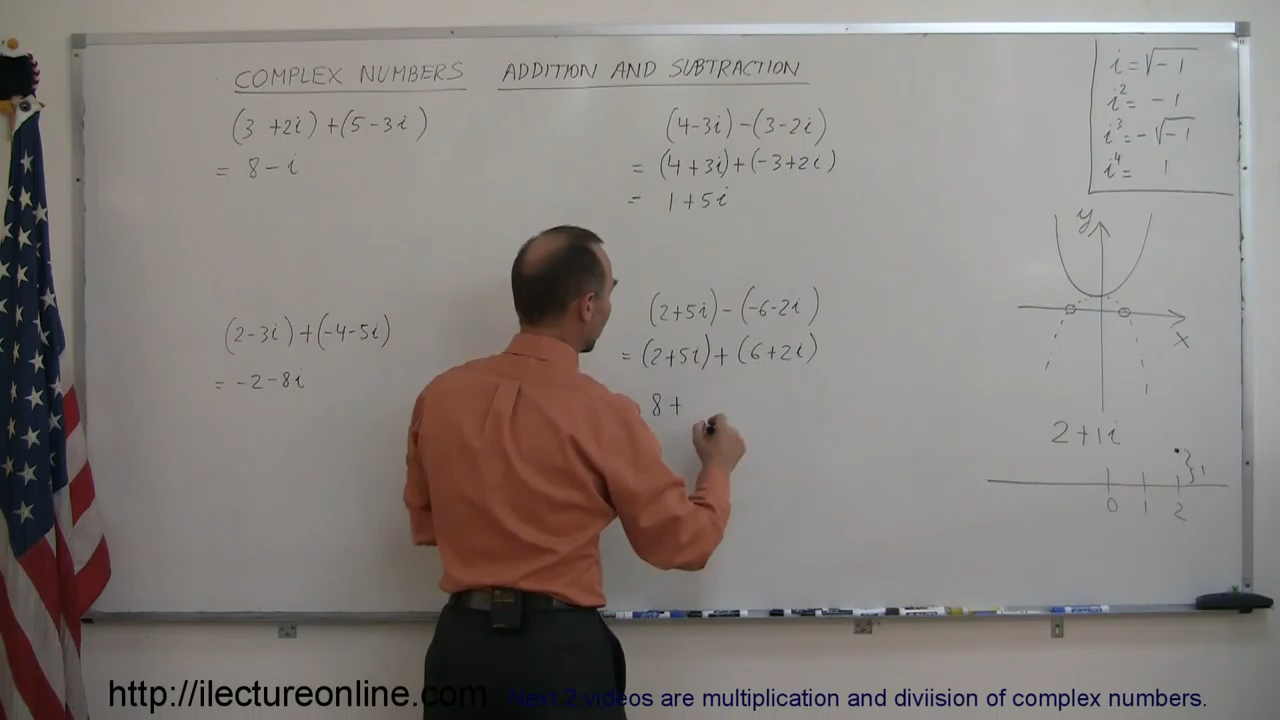 COMPLEX NUMBERS ADDITION AND SUBTRACTION
(3 +2i)+(5-3i)
= 8-i
(4-3i)-(3-2i)
= (4+3i)+(-3+2i)
= 1+5i
(2-3i)+(-4-5i)
= -2-8i
(2+5i)-(-6-2i)
= (2+5i)+(6+2i)
8+
i=√-1
i²= -1
i³=-√-1
i⁴= 1
y
x
2+1i
}1
0 1 2
http://ilectureonline.com Next 2 videos are multiplication and diviision of complex numbers.